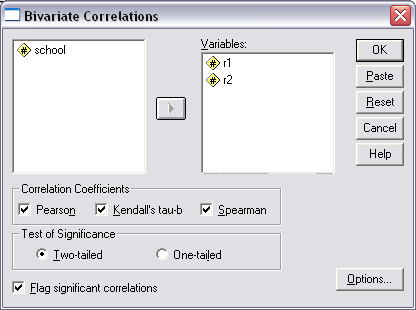 Bivariate Correlations
school
Variables:
r1
r2
OK
Paste
Reset
Cancel
Help
Correlation Coefficients
Pearson Kendall's tau-b Spearman
Test of Significance
Two-tailed One-tailed
Flag significant correlations
Options...